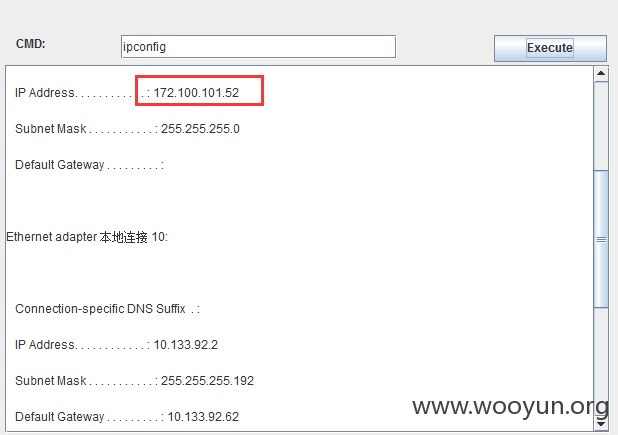 CMD:
ipconfig
Execute
IP Address. . . . . . . . . . . . : 172.100.101.52
Subnet Mask . . . . . . . . . . . : 255.255.255.0
Default Gateway . . . . . . . . . :
Ethernet adapter 本地连接 10:
Connection-specific DNS Suffix . :
IP Address. . . . . . . . . . . . : 10.133.92.2
Subnet Mask . . . . . . . . . . . : 255.255.255.192
Default Gateway . . . . . . . . . : 10.133.92.62
www.wooyun.org